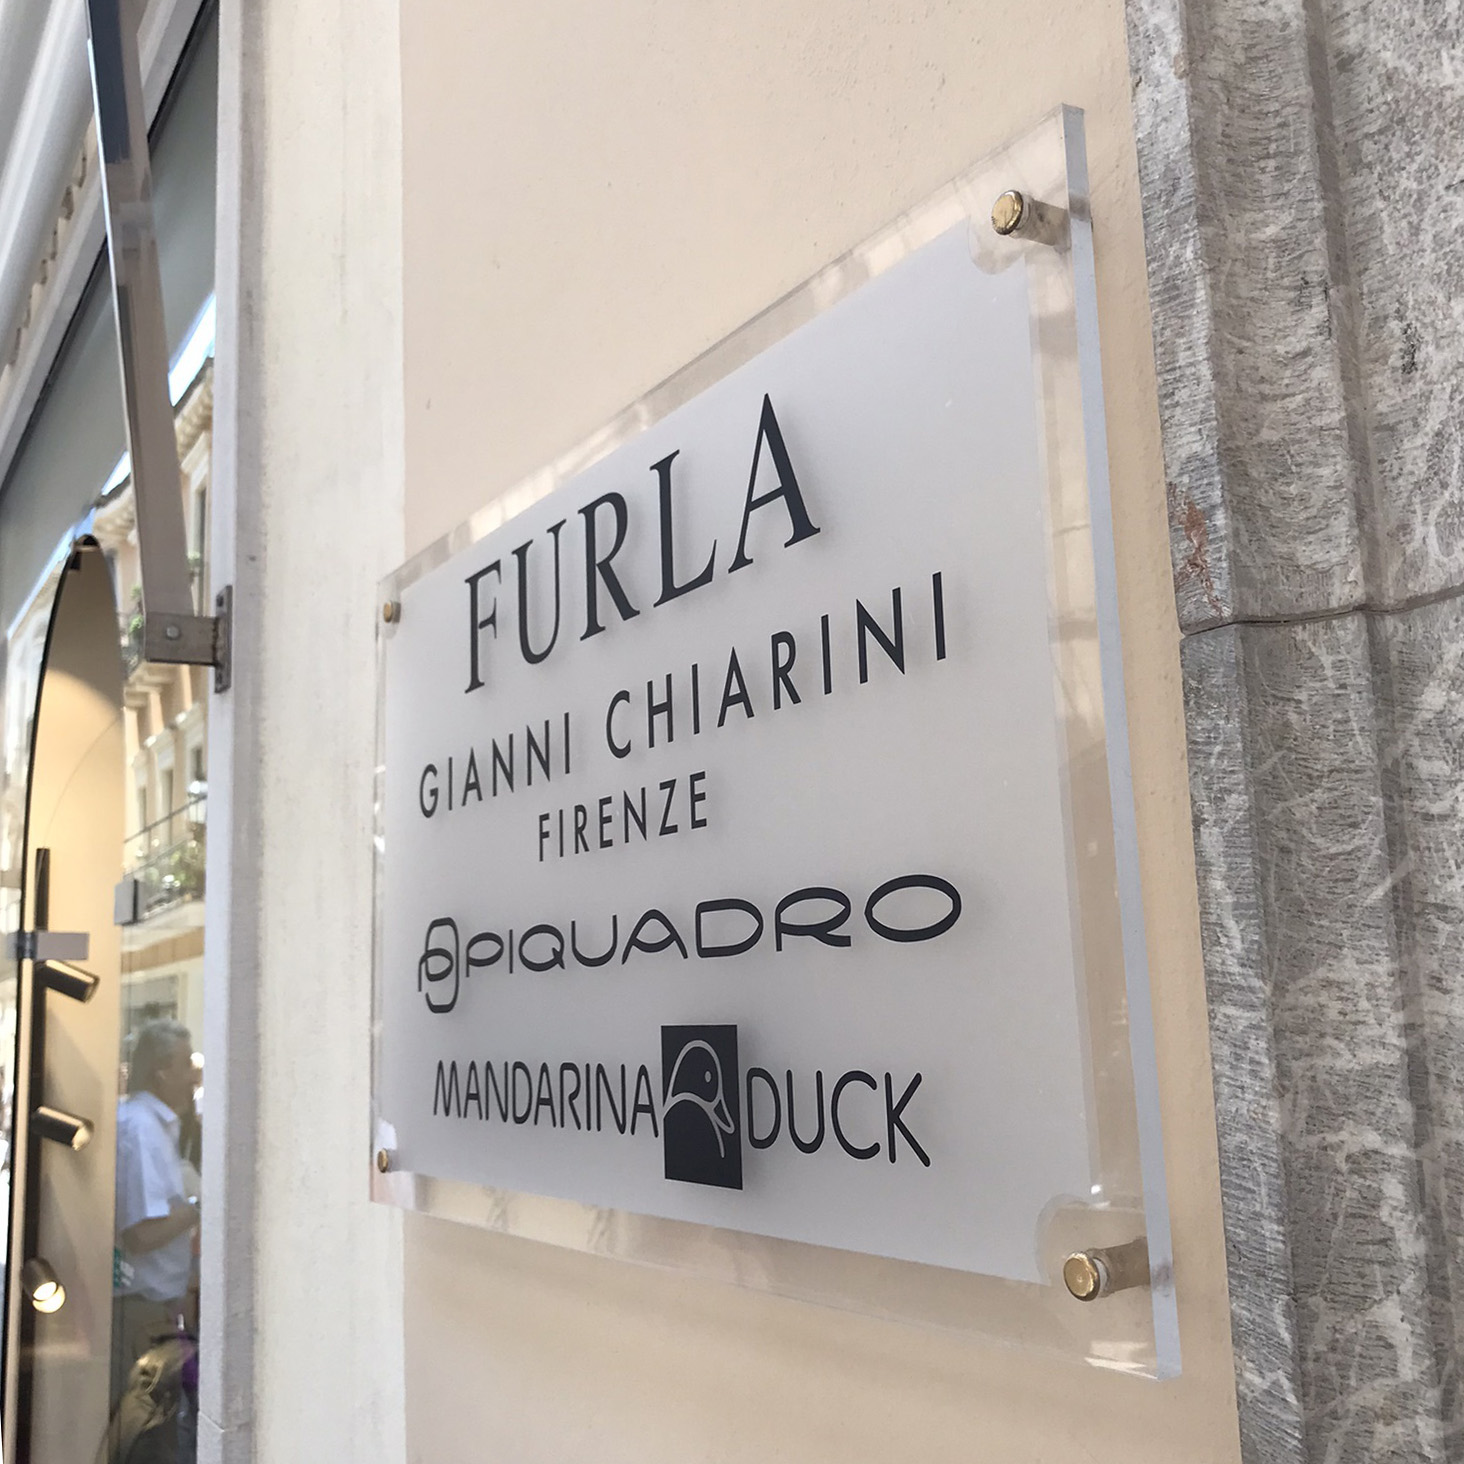 FURLA
GIANNI CHIARINI
FIRENZE
PIQUADRO
MANDARINA DUCK